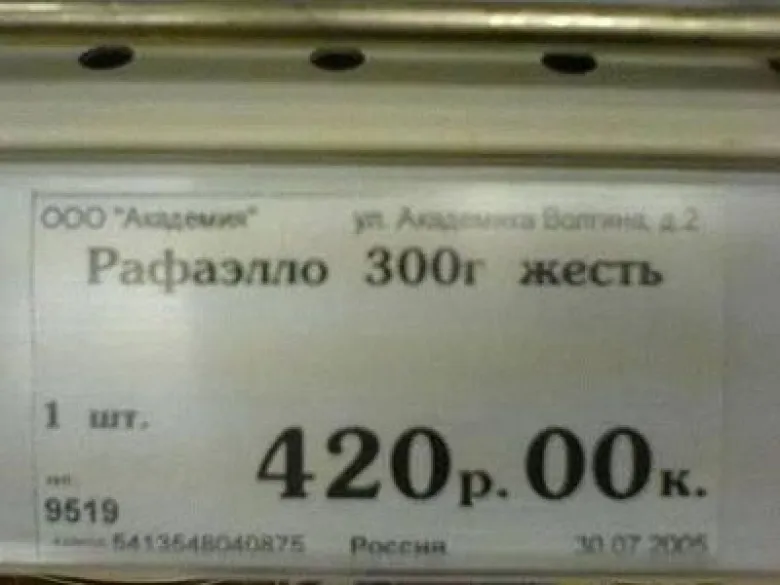 ООО "Академия" ул. Академика Волгина, д.2
Рафаэлло 300г жесть
1 шт.
420р.00к.
9519
5413548040875 Россия 30.07.2005